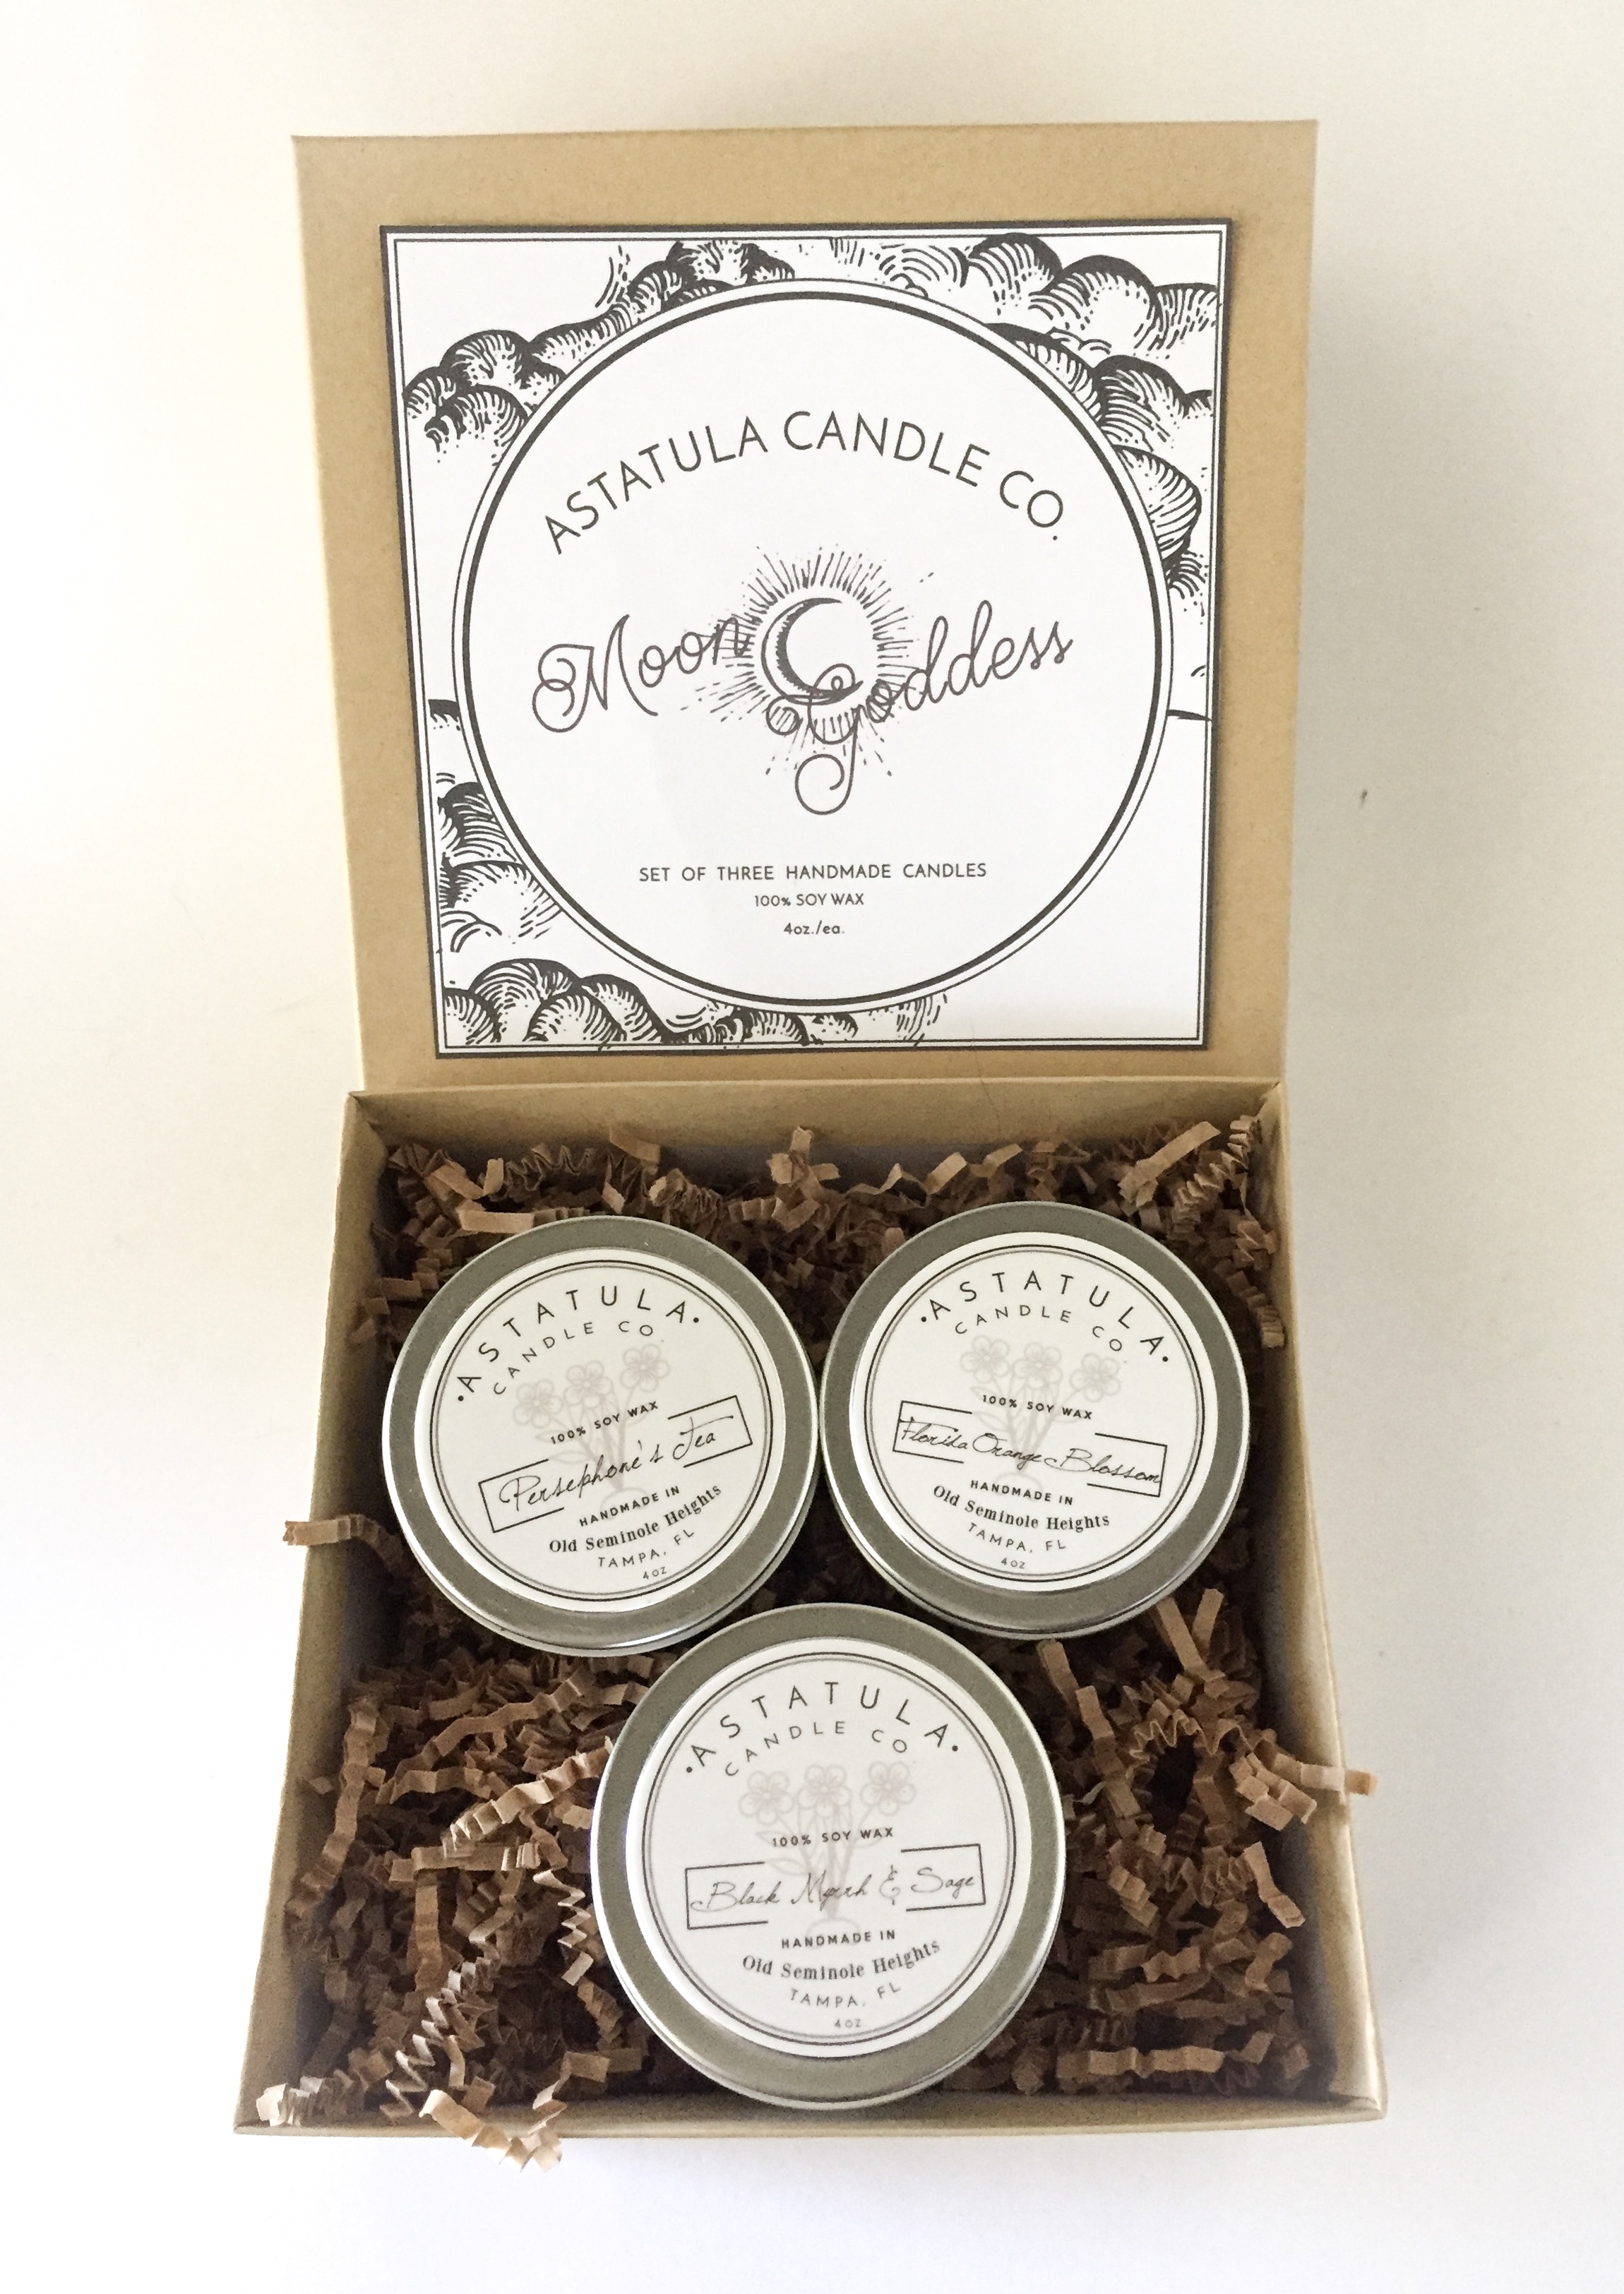 ASTATULA CANDLE CO.
Moon Goddess
SET OF THREE HANDMADE CANDLES
100% SOY WAX
4oz./ea.
•ASTATULA•
CANDLE CO
100% SOY WAX
Persephone's Tea
HANDMADE IN
Old Seminole Heights
TAMPA, FL
4OZ
•ASTATULA•
CANDLE CO
100% SOY WAX
Florida Orange Blossom
HANDMADE IN
Old Seminole Heights
TAMPA, FL
4OZ
•ASTATULA•
CANDLE CO
100% SOY WAX
Black Myrrh & Sage
HANDMADE IN
Old Seminole Heights
TAMPA, FL
4OZ